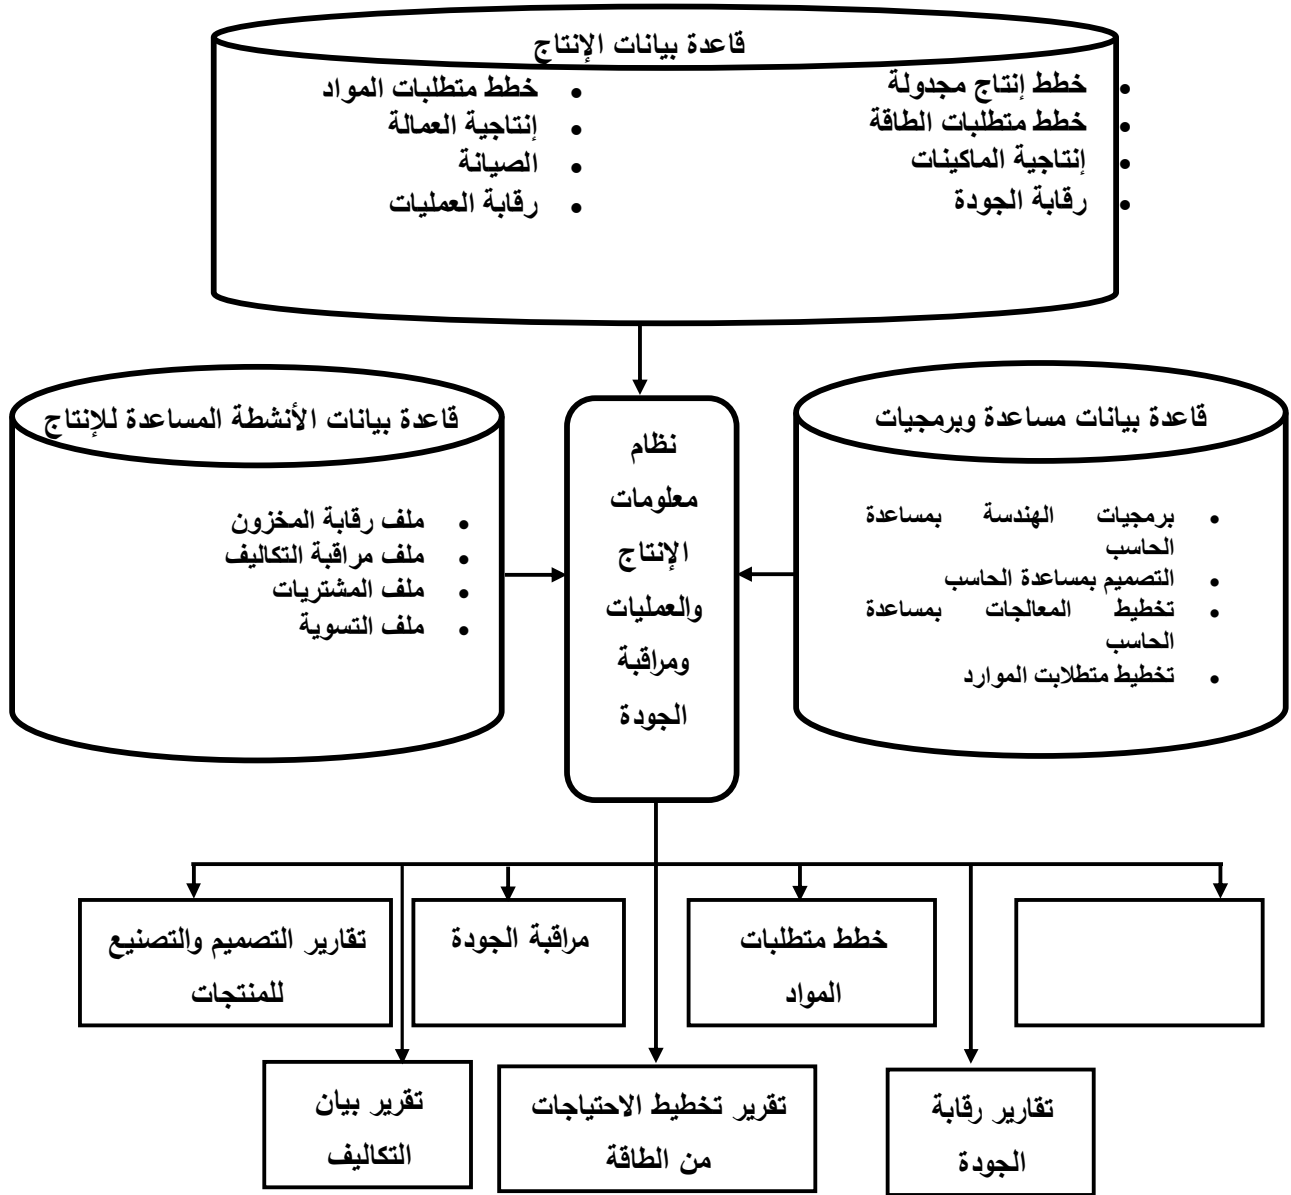 قاعدة بيانات الإنتاج
• خطط إنتاج مجدولة
• خطط متطلبات الطاقة
• إنتاجية الماكينات
• رقابة الجودة
• خطط متطلبات المواد
• إنتاجية العمالة
• الصيانة
• رقابة العمليات
قاعدة بيانات مساعدة وبرمجيات
• برمجيات الهندسة بمساعدة
الحاسب
• التصميم بمساعدة الحاسب
• تخطيط المعالجات بمساعدة
الحاسب
• تخطيط متطلابت الموارد
نظام
معلومات
الإنتاج
والعمليات
ومراقبة
الجودة
قاعدة بيانات الأنشطة المساعدة للإنتاج
• ملف رقابة المخزون
• ملف مراقبة التكاليف
• ملف المشتريات
• ملف التسوية
خطط متطلبات
المواد
مراقبة الجودة
تقارير التصميم والتصنيع
للمنتجات
تقارير رقابة
الجودة
تقرير تخطيط الاحتياجات
من الطاقة
تقرير بيان
التكاليف